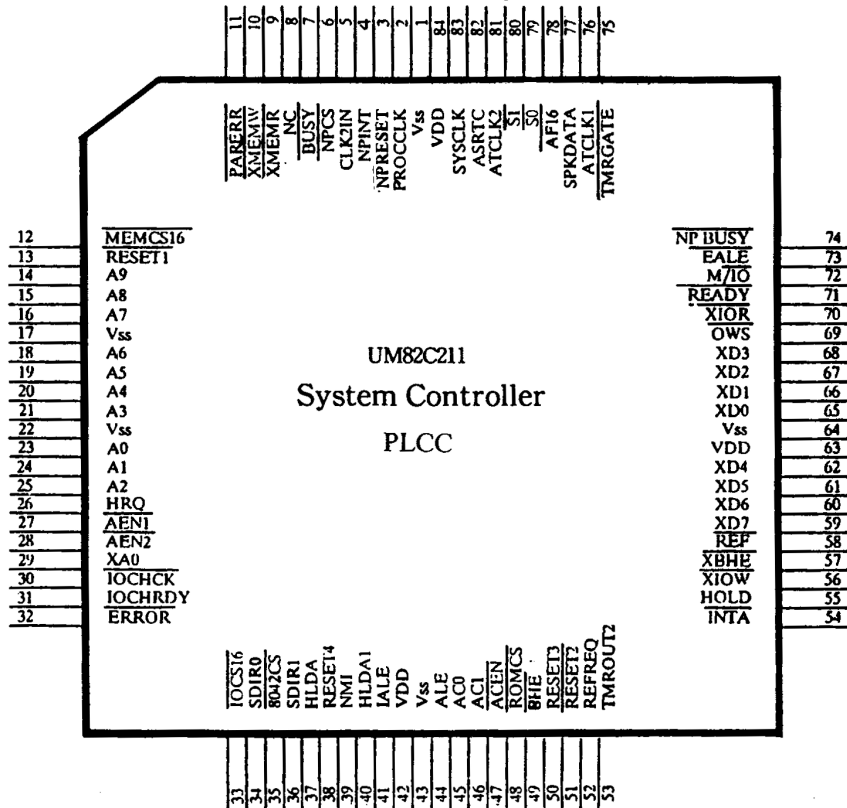 11 10 9 8 7 6 5 4 3 2 1 84 83 82 81 80 79 78 77 76 75
PARERR
XMEMW
XMEMR
NC
BUSY
NPCS
CLK2IN
NPINT
NPRESET
PROCCLK
Vss
VDD
SYSCLK
ASRTC
ATCLK2
S1
S0
AF16
SPKDATA
ATCLK1
TMRGATE
12 MEMCS16
13 RESET1
14 A9
15 A8
16 A7
17 Vss
18 A6
19 A5
20 A4
21 A3
22 Vss
23 A0
24 A1
25 A2
26 HRQ
27 AEN1
28 AEN2
29 XA0
30 IOCHCK
31 IOCHRDY
32 ERROR
UM82C211
System Controller
PLCC
NP BUSY 74
EALE 73
M/IO 72
READY 71
XIOR 70
OWS 69
XD3 68
XD2 67
XD1 66
XD0 65
Vss 64
VDD 63
XD4 62
XD5 61
XD6 60
XD7 59
REF 58
XBHE 57
XIOW 56
HOLD 55
INTA 54
IOCS16
SDIR0
8042CS
SDIR1
HLDA
RESET4
NMI
HLDA1
IALE
VDD
Vss
ALE
AC0
AC1
ACEN
ROMCS
BHE
RESET3
RESET2
REFREQ
TMROUT2
33 34 35 36 37 38 39 40 41 42 43 44 45 46 47 48 49 50 51 52 53